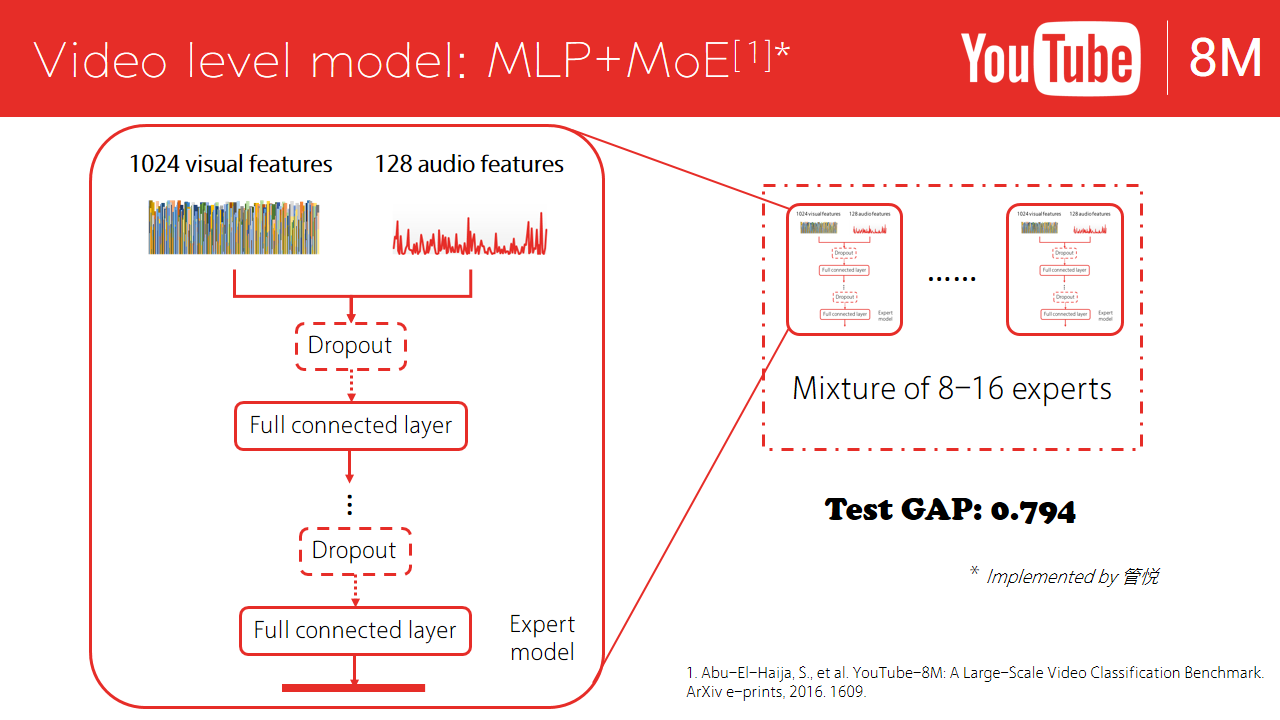 Video level model: MLP+MoE[1]*
YouTube 8M
1024 visual features
128 audio features
Dropout
Full connected layer
⋮
Dropout
Full connected layer
Expert
model
1024 visual features
128 audio features
Dropout
Full connected layer
Dropout
Full connected layer
Expert
model
......
1024 visual features
128 audio features
Dropout
Full connected layer
Dropout
Full connected layer
Expert
model
Mixture of 8-16 experts
Test GAP: 0.794
* Implemented by 管悦
1. Abu-El-Haija, S., et al. YouTube-8M: A Large-Scale Video Classification Benchmark.
ArXiv e-prints, 2016. 1609.